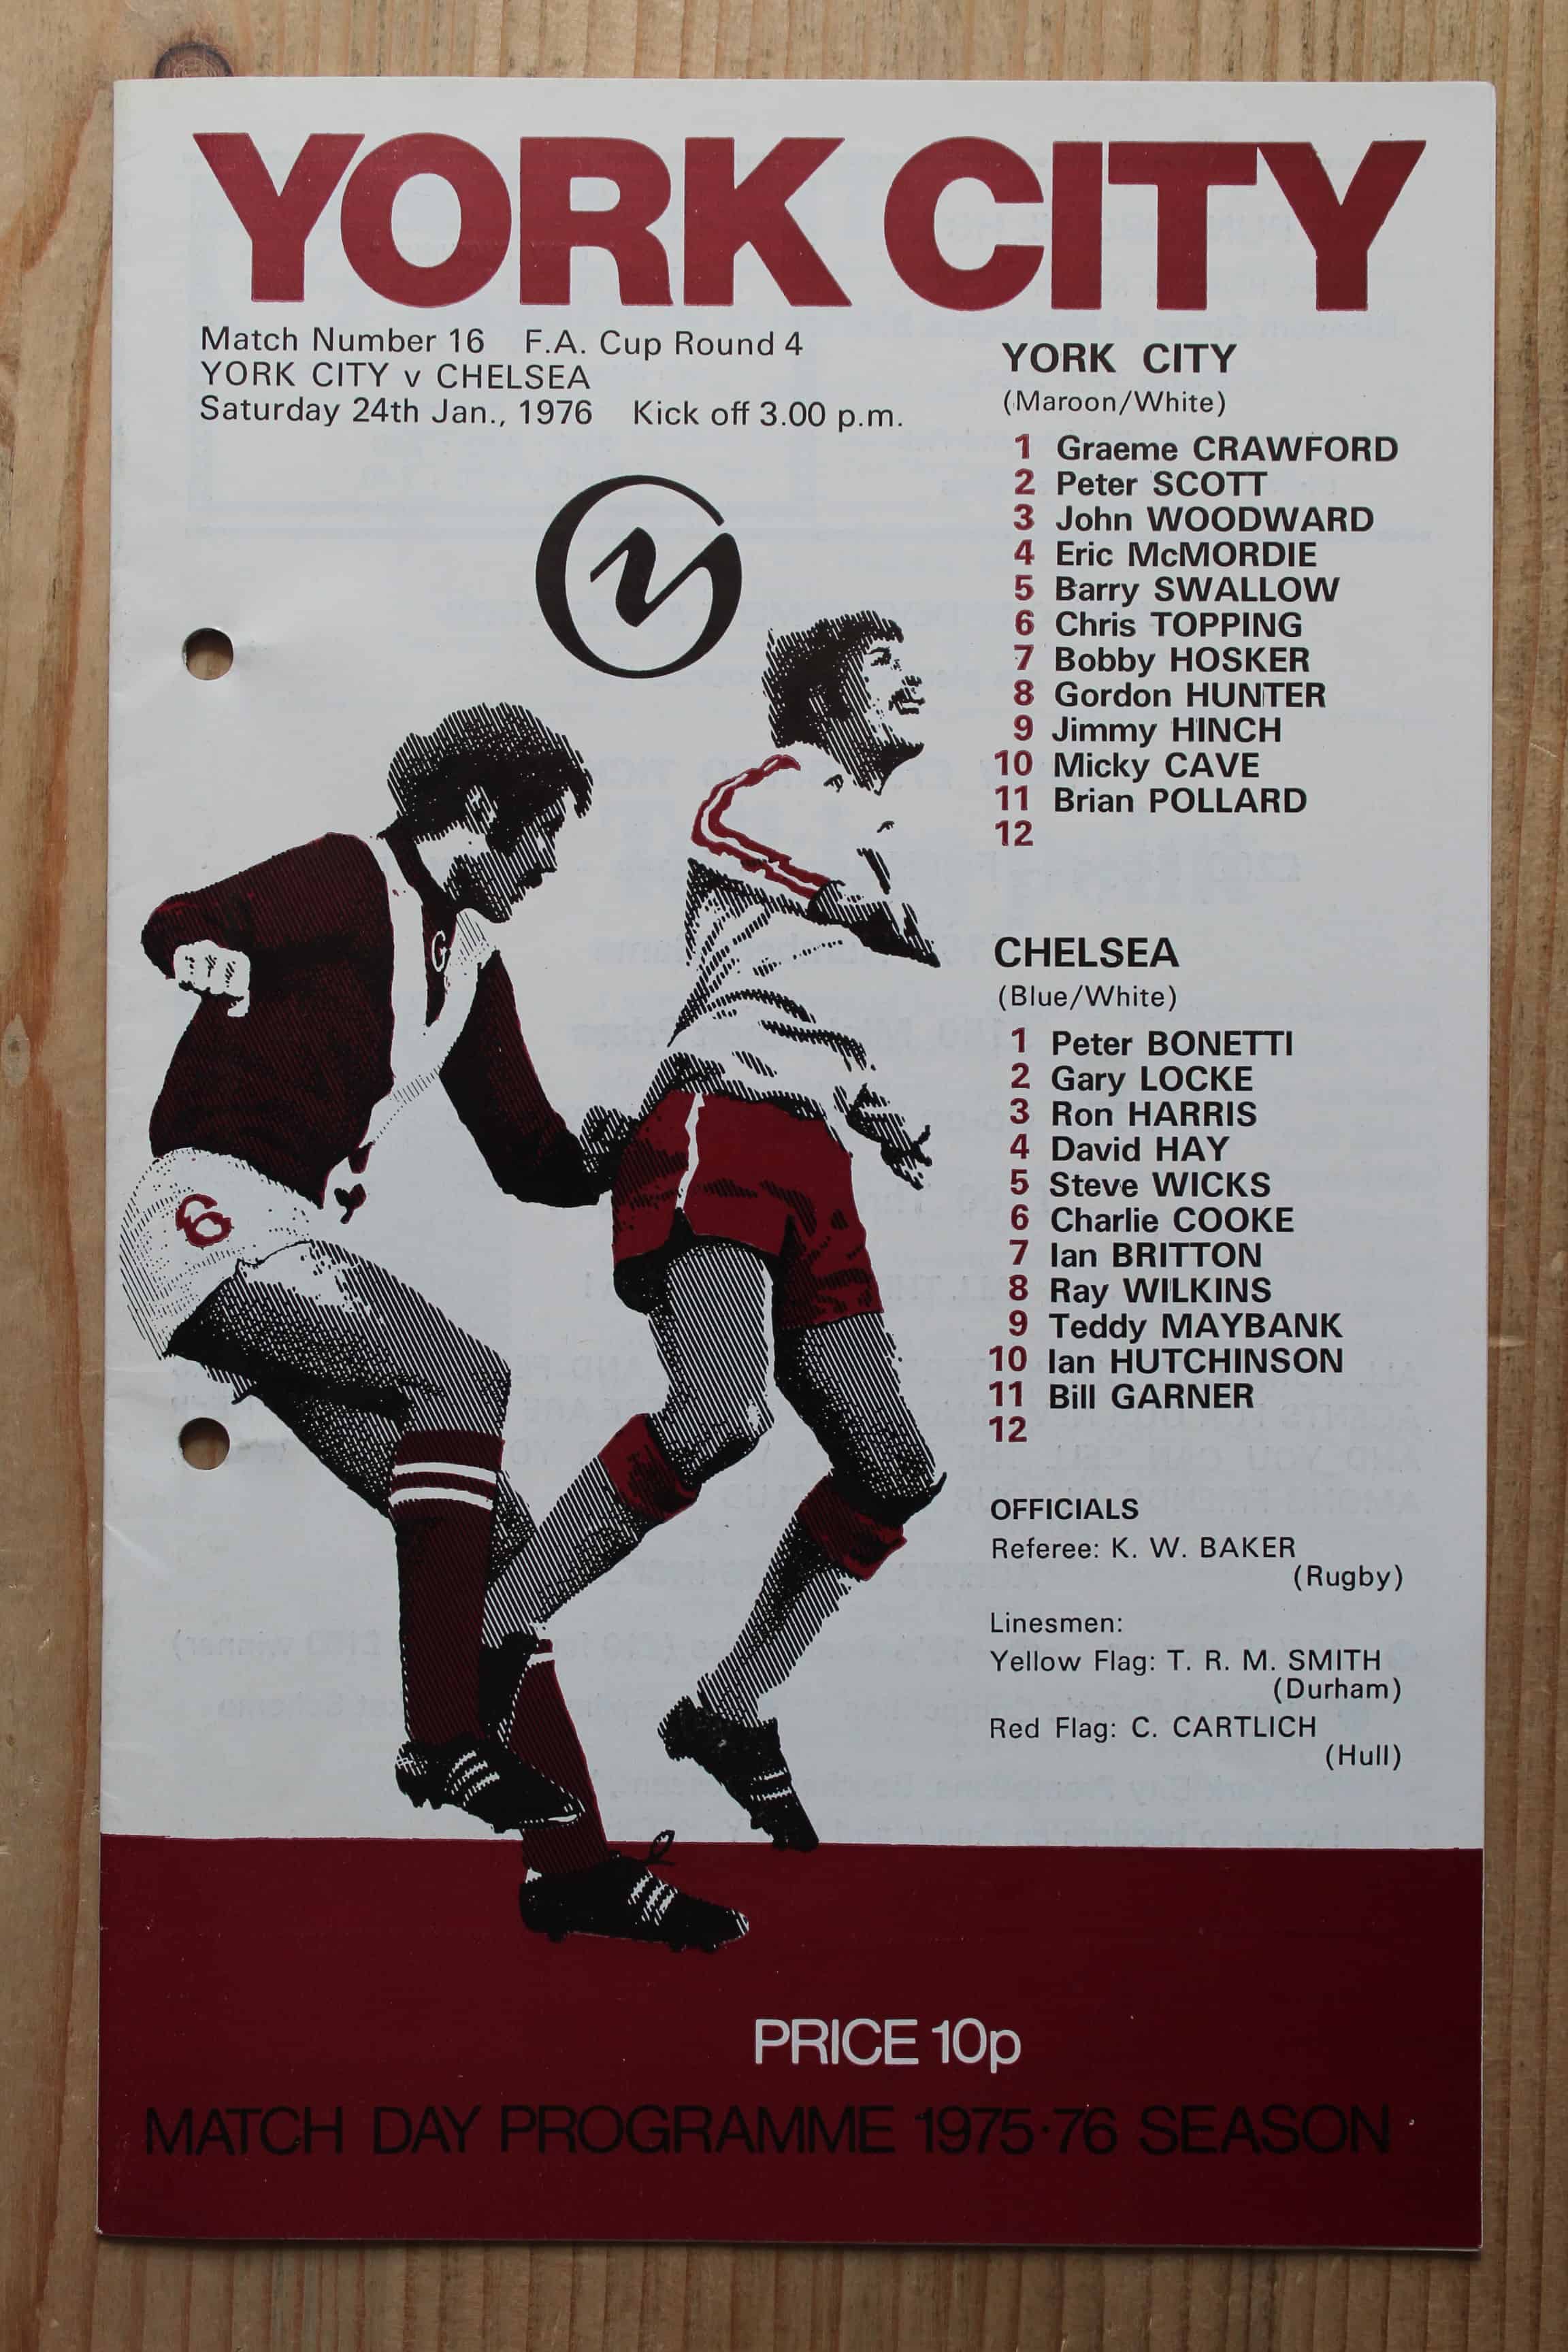 YORK CITY
Match Number 16 F.A. Cup Round 4
YORK CITY v CHELSEA
Saturday 24th Jan., 1976 Kick off 3.00 p.m.
YORK CITY
(Maroon/White)
1 Graeme CRAWFORD
2 Peter SCOTT
3 John WOODWARD
4 Eric McMORDIE
5 Barry SWALLOW
6 Chris TOPPING
7 Bobby HOSKER
8 Gordon HUNTER
9 Jimmy HINCH
10 Micky CAVE
11 Brian POLLARD
12
CHELSEA
(Blue/White)
1 Peter BONETTI
2 Gary LOCKE
3 Ron HARRIS
4 David HAY
5 Steve WICKS
6 Charlie COOKE
7 Ian BRITTON
8 Ray WILKINS
9 Teddy MAYBANK
10 Ian HUTCHINSON
11 Bill GARNER
12
OFFICIALS
Referee: K. W. BAKER
(Rugby)
Linesmen:
Yellow Flag: T. R. M. SMITH
(Durham)
Red Flag: C. CARTLICH
(Hull)
6
PRICE 10p
MATCH DAY PROGRAMME 1975·76 SEASON